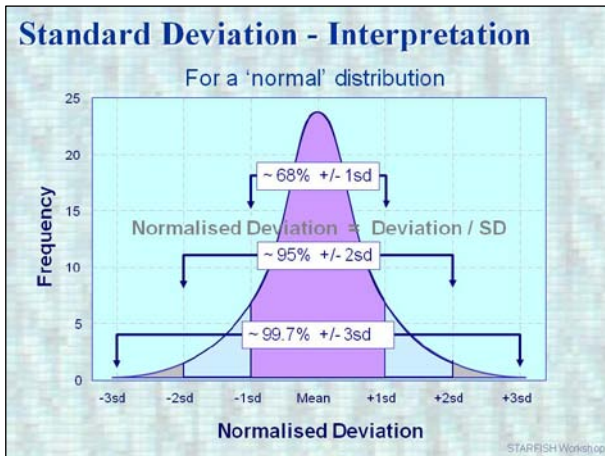 Standard Deviation - Interpretation
For a 'normal' distribution
25
20
15
10
5
0
Frequency
~ 68% +/- 1sd
Normalised Deviation = Deviation / SD
~ 95% +/- 2sd
~ 99.7% +/-3sd
-3sd -2sd -1sd Mean +1sd +2sd +3sd
Normalised Deviation
STARFISH Workshop